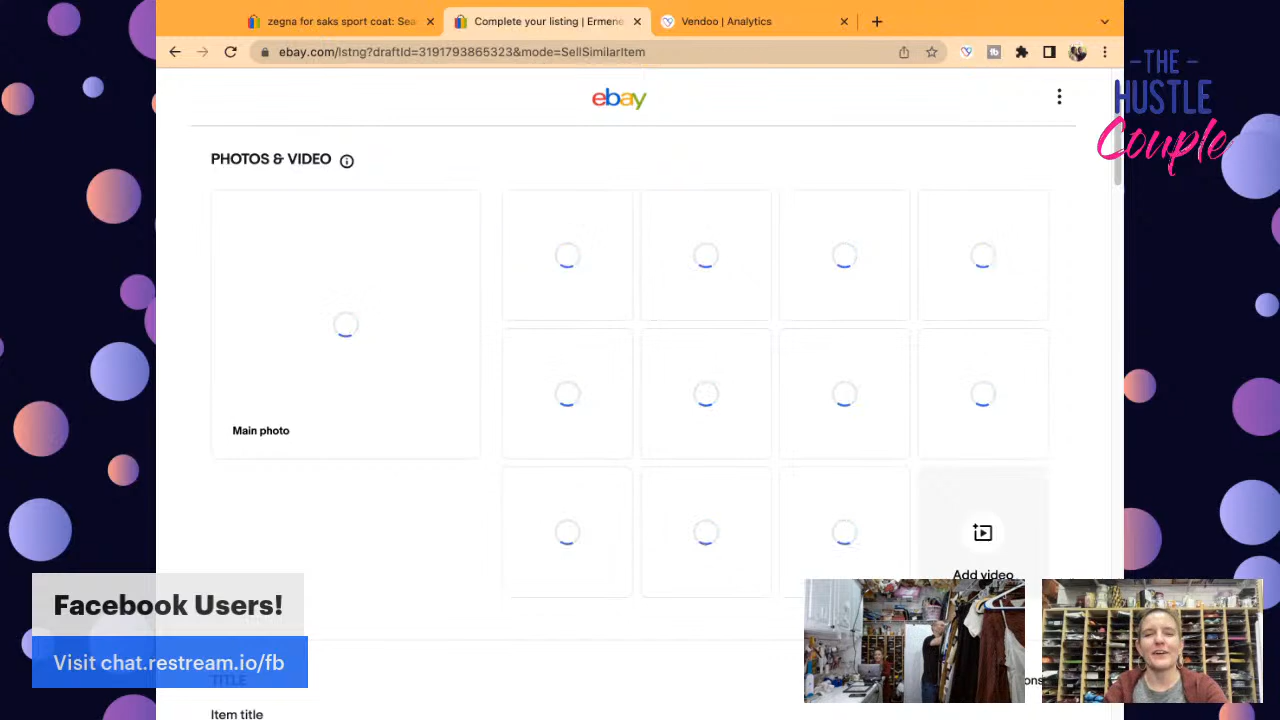 zegna for saks sport coat: Sea
Complete your listing | Ermene
Vendoo | Analytics
ebay.com/lstng?draftId=3191793865323&mode=SellSimilarItem
THE
HUSTLE
Couple
ebay
PHOTOS & VIDEO
Main photo
Add video
Facebook Users!
Visit chat.restream.io/fb
TITLE
ons
Item title